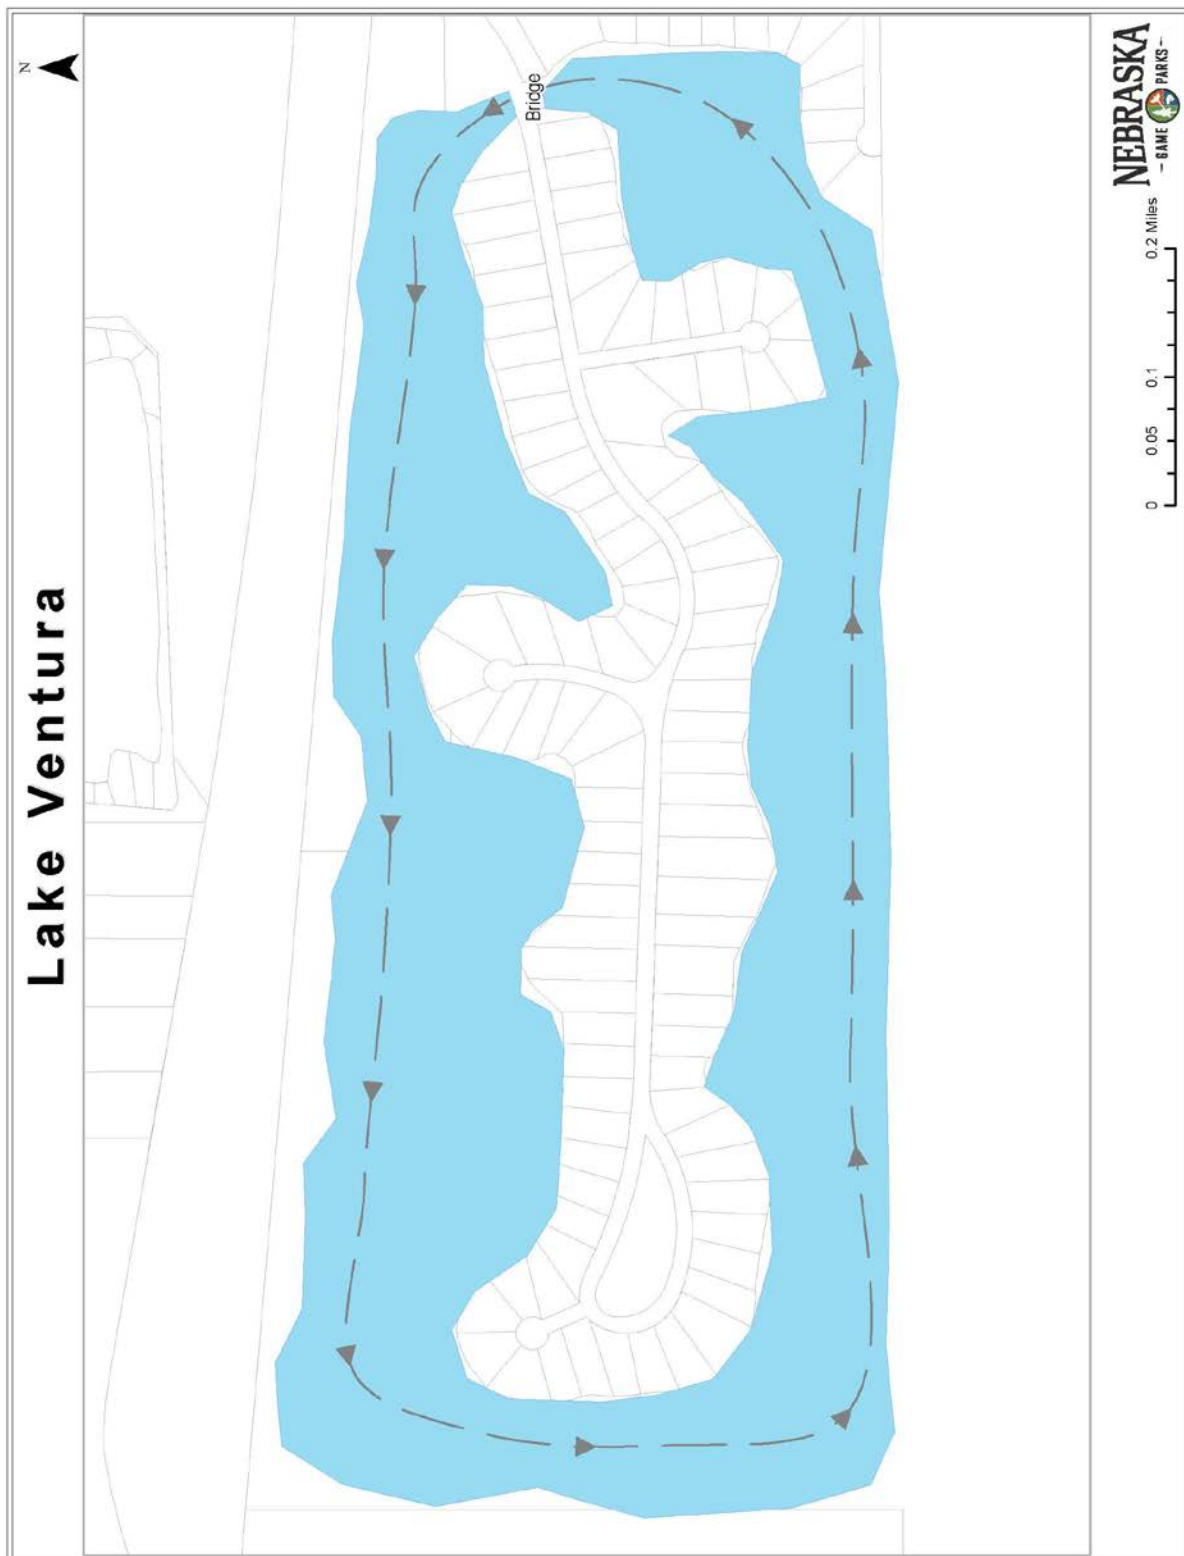 Lake Ventura
N
Bridge
0 0.05 0.1 0.2 Miles
NEBRASKA
- GAME PARKS -